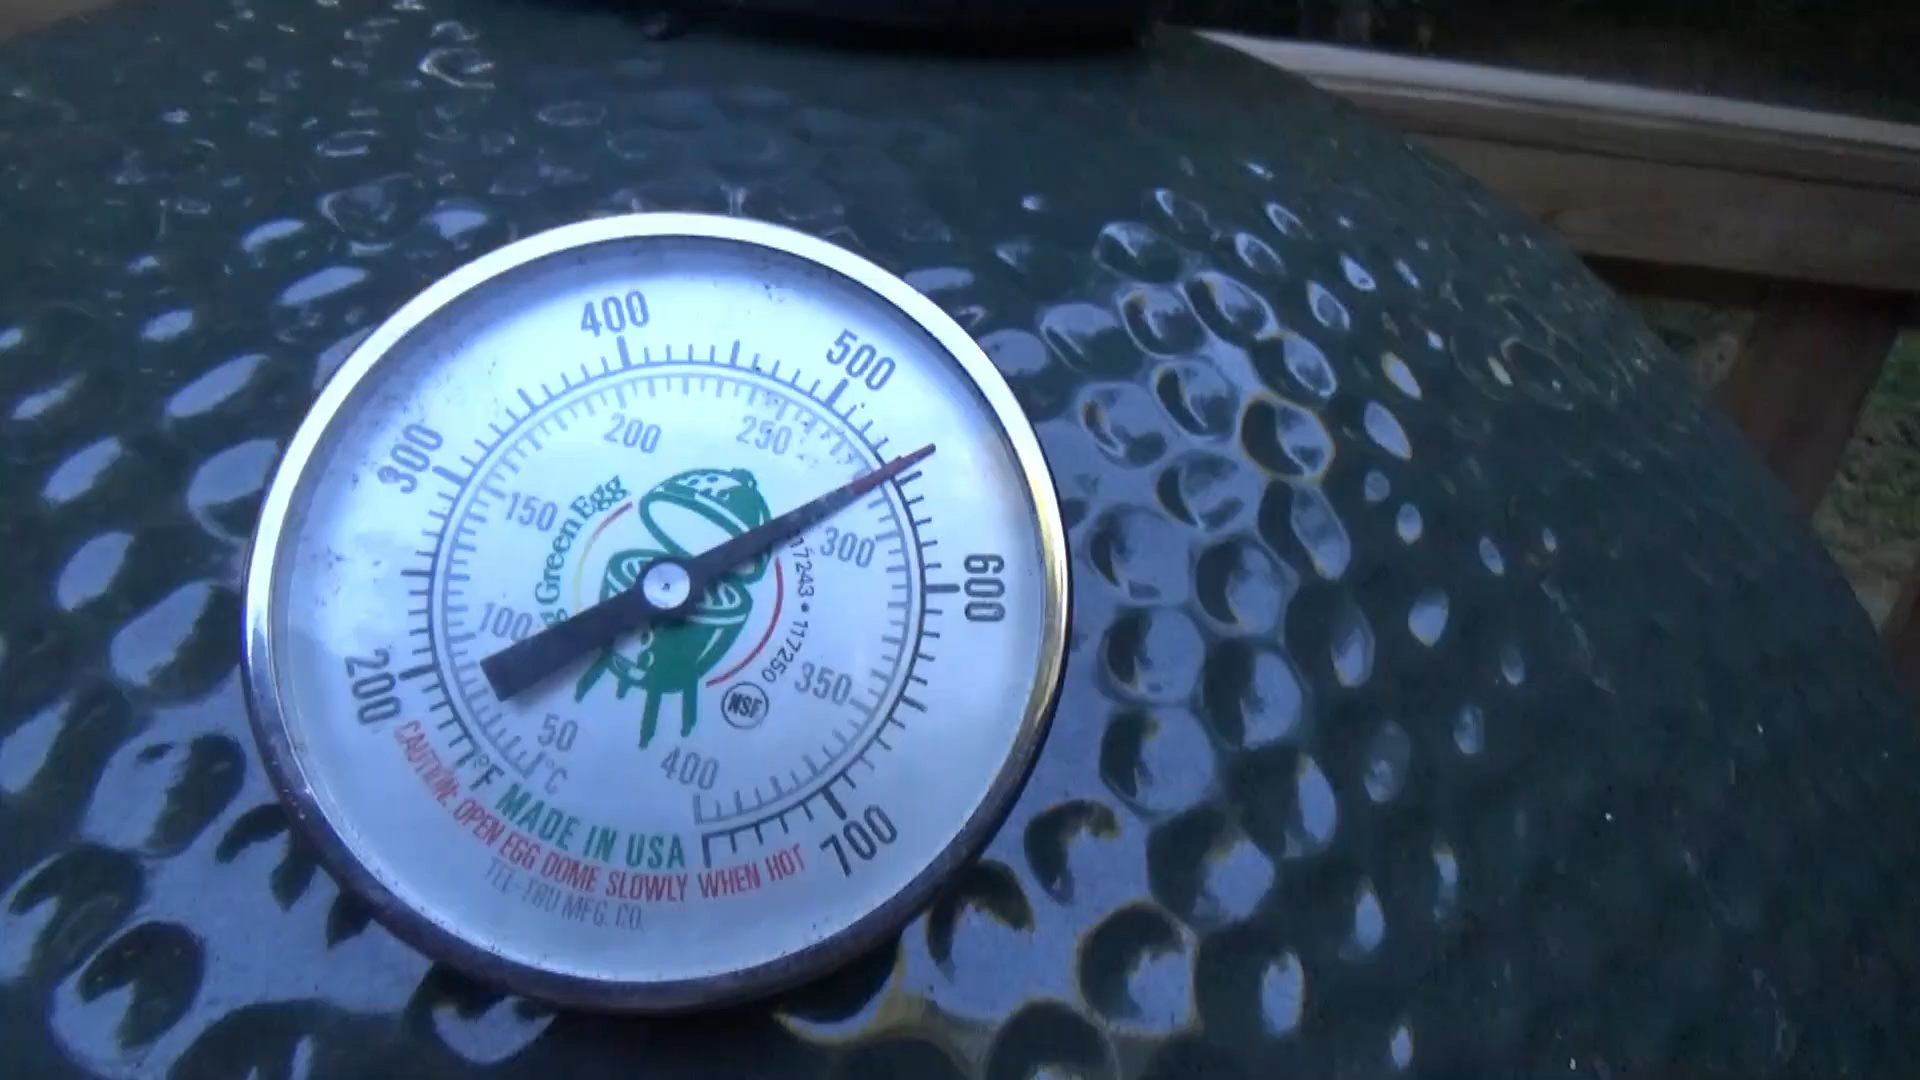 400
500
300
600
200
700
200
250
150
300
100
350
50
400
Green Egg
117250
NSF
°F
°C
MADE IN USA
CAUTION: OPEN EGG DOME SLOWLY WHEN HOT
TEL-TRU MFG. CO.